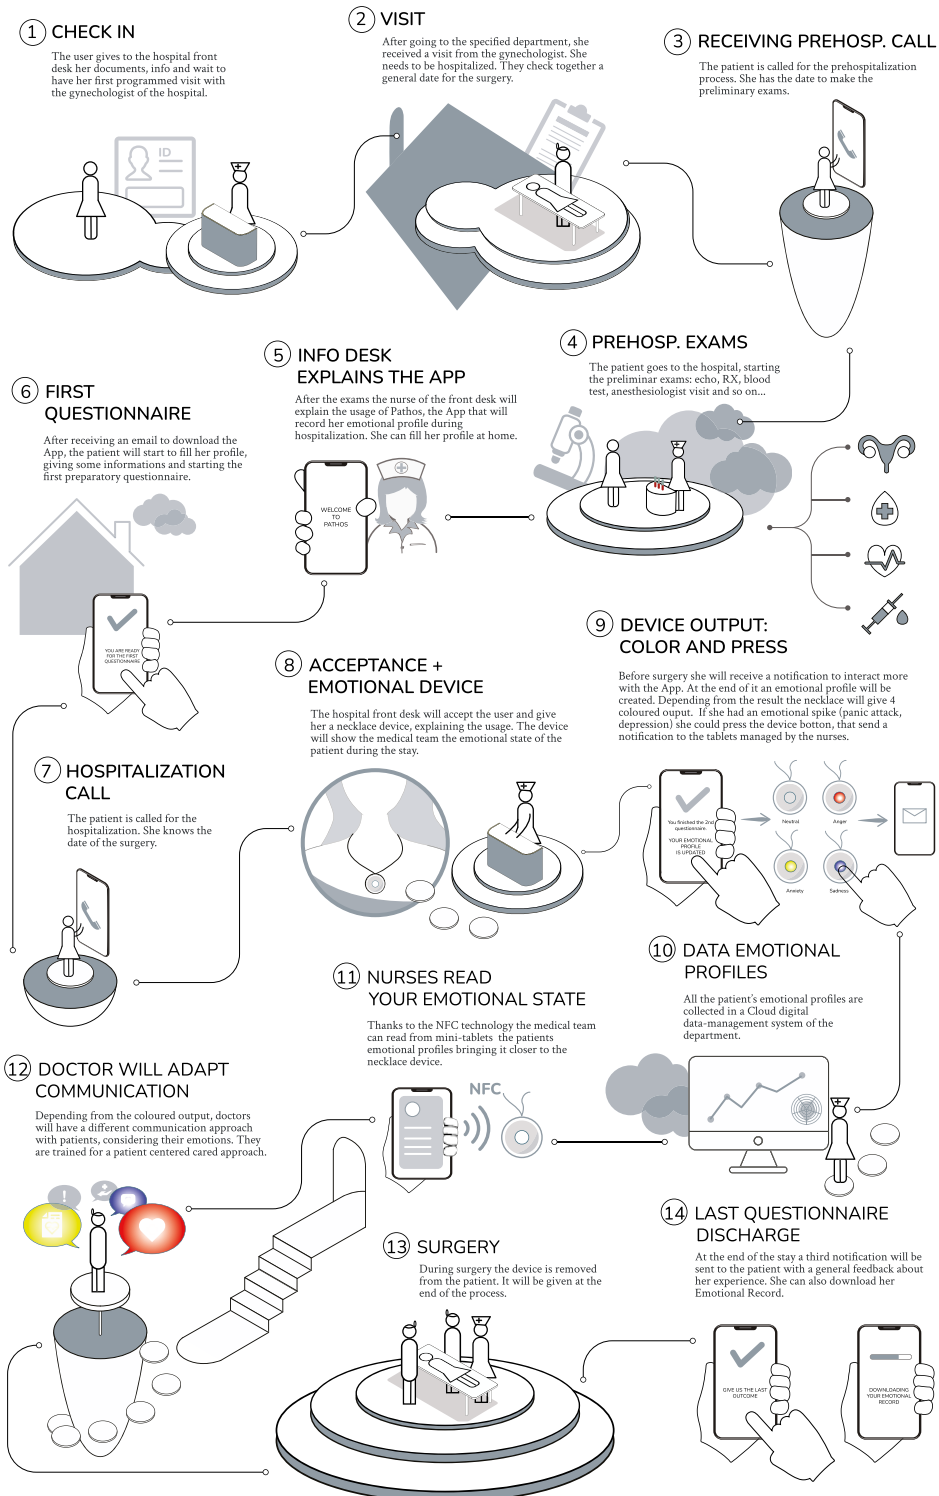 1 CHECK IN
The user gives to the hospital front
desk her documents, info and wait to
have her first programmed visit with
the gynechologist of the hospital.
ID
2 VISIT
After going to the specified department, she
received a visit from the gynechologist. She
needs to be hospitalized. They check together a
general date for the surgery.
3 RECEIVING PREHOSP. CALL
The patient is called for the prehospitalization
process. She has the date to make the
preliminary exams.
4 PREHOSP. EXAMS
The patient goes to the hospital, starting
the preliminar exams: echo, RX, blood
test, anesthesiologist visit and so on...
5 INFO DESK
EXPLAINS THE APP
After the exams the nurse of the front desk will
explain the usage of Pathos, the App that will
record her emotional profile during
hospitalization. She can fill her profile at home.
WELCOME
TO
PATHOS
6 FIRST
QUESTIONNAIRE
After receiving an email to download the
App, the patient will start to fill her profile,
giving some informations and starting the
first preparatory questionnaire.
YOU ARE READY
FOR THE FIRST
QUESTIONNAIRE
7 HOSPITALIZATION
CALL
The patient is called for the
hospitalization. She knows the
date of the surgery.
8 ACCEPTANCE +
EMOTIONAL DEVICE
The hospital front desk will accept the user and give
her a necklace device, explaining the usage. The device
will show the medical team the emotional state of the
patient during the stay.
9 DEVICE OUTPUT:
COLOR AND PRESS
Before surgery she will receive a notification to interact more
with the App. At the end of it an emotional profile will be
created. Depending from the result the necklace will give 4
coloured ouput. If she had an emotional spike (panic attack,
depression) she could press the device botton, that send a
notification to the tablets managed by the nurses.
You finished the 2nd
questionnaire.
YOUR EMOTIONAL
PROFILE
IS UPDATED
Neutral
Anger
Anxiety
Sadness
10 DATA EMOTIONAL
PROFILES
All the patient's emotional profiles are
collected in a Cloud digital
data-management system of the
department.
11 NURSES READ
YOUR EMOTIONAL STATE
Thanks to the NFC technology the medical team
can read from mini-tablets the patients
emotional profiles bringing it closer to the
necklace device.
NFC
12 DOCTOR WILL ADAPT
COMMUNICATION
Depending from the coloured output, doctors
will have a different communication approach
with patients, considering their emotions. They
are trained for a patient centered cared approach.
!
13 SURGERY
During surgery the device is removed
from the patient. It will be given at the
end of the process.
14 LAST QUESTIONNAIRE
DISCHARGE
At the end of the stay a third notification will be
sent to the patient with a general feedback about
her experience. She can also download her
Emotional Record.
GIVE US THE LAST
OUTCOME
DOWNLOADING
YOUR EMOTIONAL
RECORD